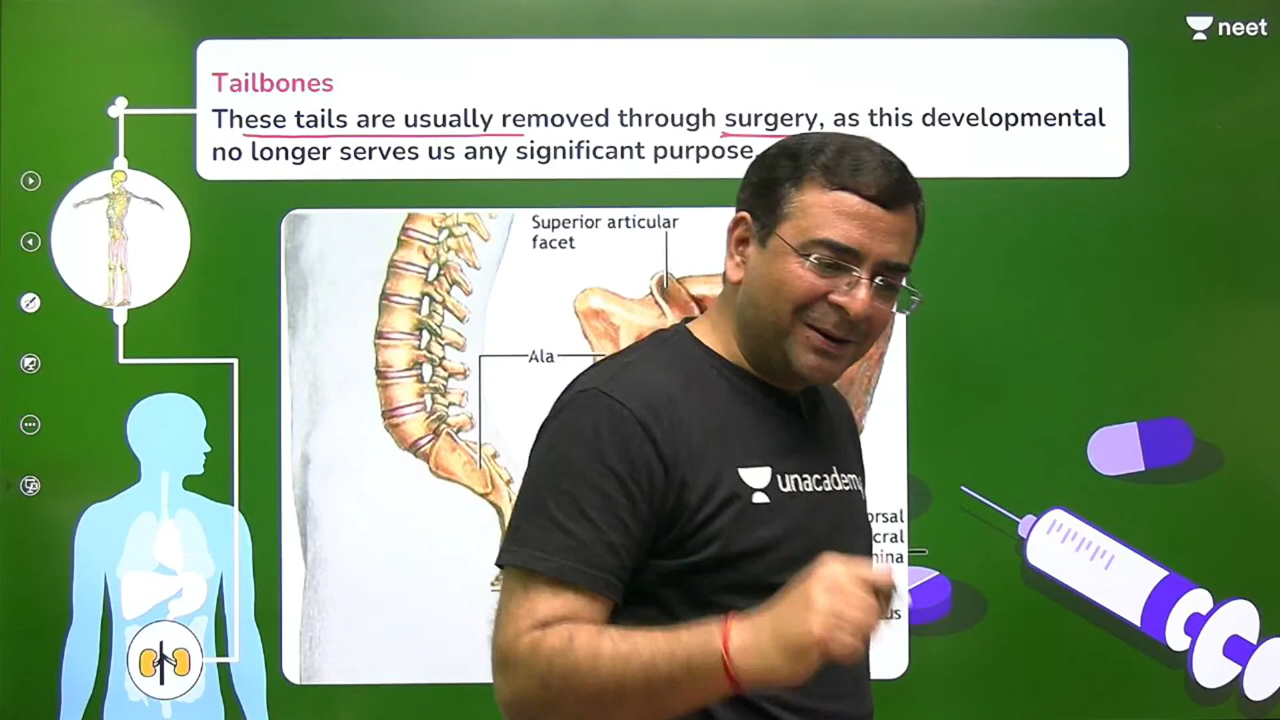 neet
Tailbones
These tails are usually removed through surgery, as this developmental
no longer serves us any significant purpose.
Superior articular
facet
Ala
unacademy